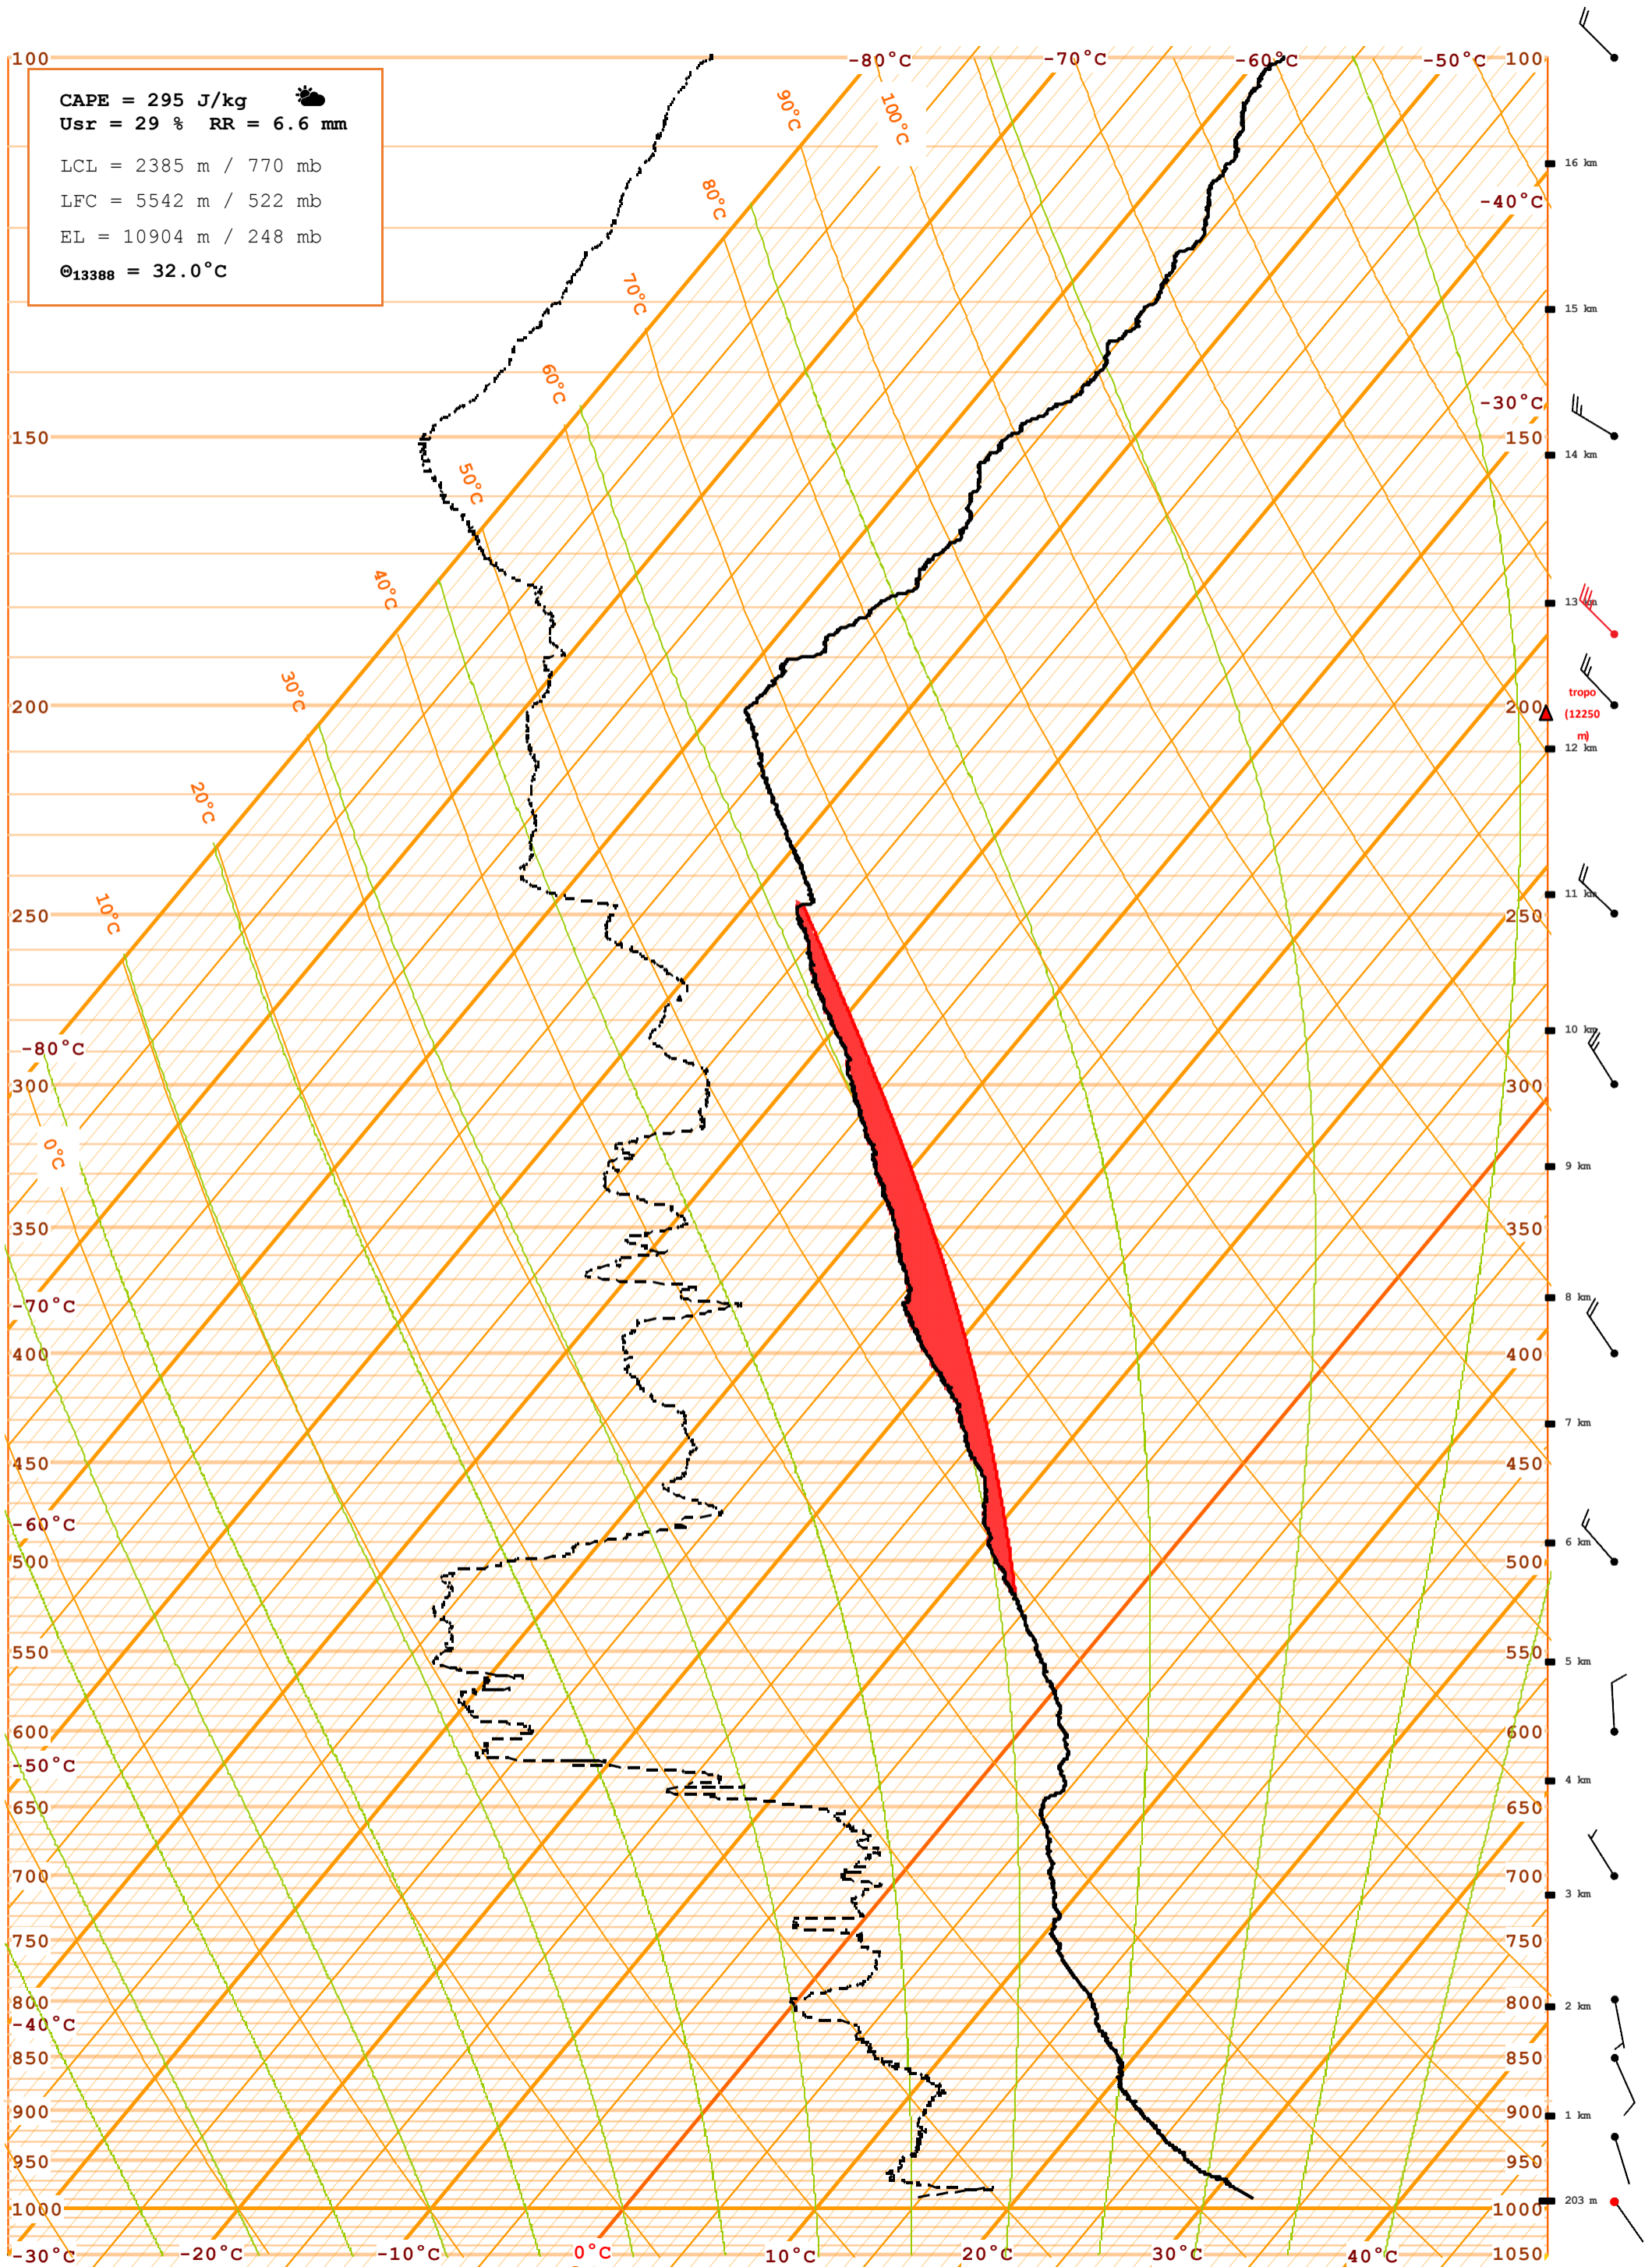 100
-80°C
-70°C
-60°C
-50°C
100
CAPE = 295 J/kg
Usr = 29 % RR = 6.6 mm
LCL = 2385 m / 770 mb
LFC = 5542 m / 522 mb
EL = 10904 m / 248 mb
Θ13388 = 32.0°C
90°C
100°C
16 km
80°C
-40°C
70°C
15 km
60°C
-30°C
150
150
14 km
50°C
40°C
13 km
30°C
tropo
200
200
(12250
m)
12 km
20°C
11 km
10°C
250
250
10 km
-80°C
300
300
0°C
9 km
350
350
-70°C
8 km
400
400
7 km
450
450
-60°C
6 km
500
500
550
550
5 km
600
600
-50°C
4 km
650
650
700
700
3 km
750
750
800
800
2 km
-40°C
850
850
900
900
1 km
950
950
203 m
1000
1000
-30°C
-20°C
-10°C
0°C
10°C
20°C
30°C
40°C
1050